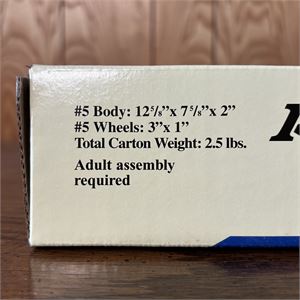 #5 Body: 12⁵/₈”x 7⁵/₈”x 2”
#5 Wheels: 3”x 1”
Total Carton Weight: 2.5 lbs.
Adult assembly
required